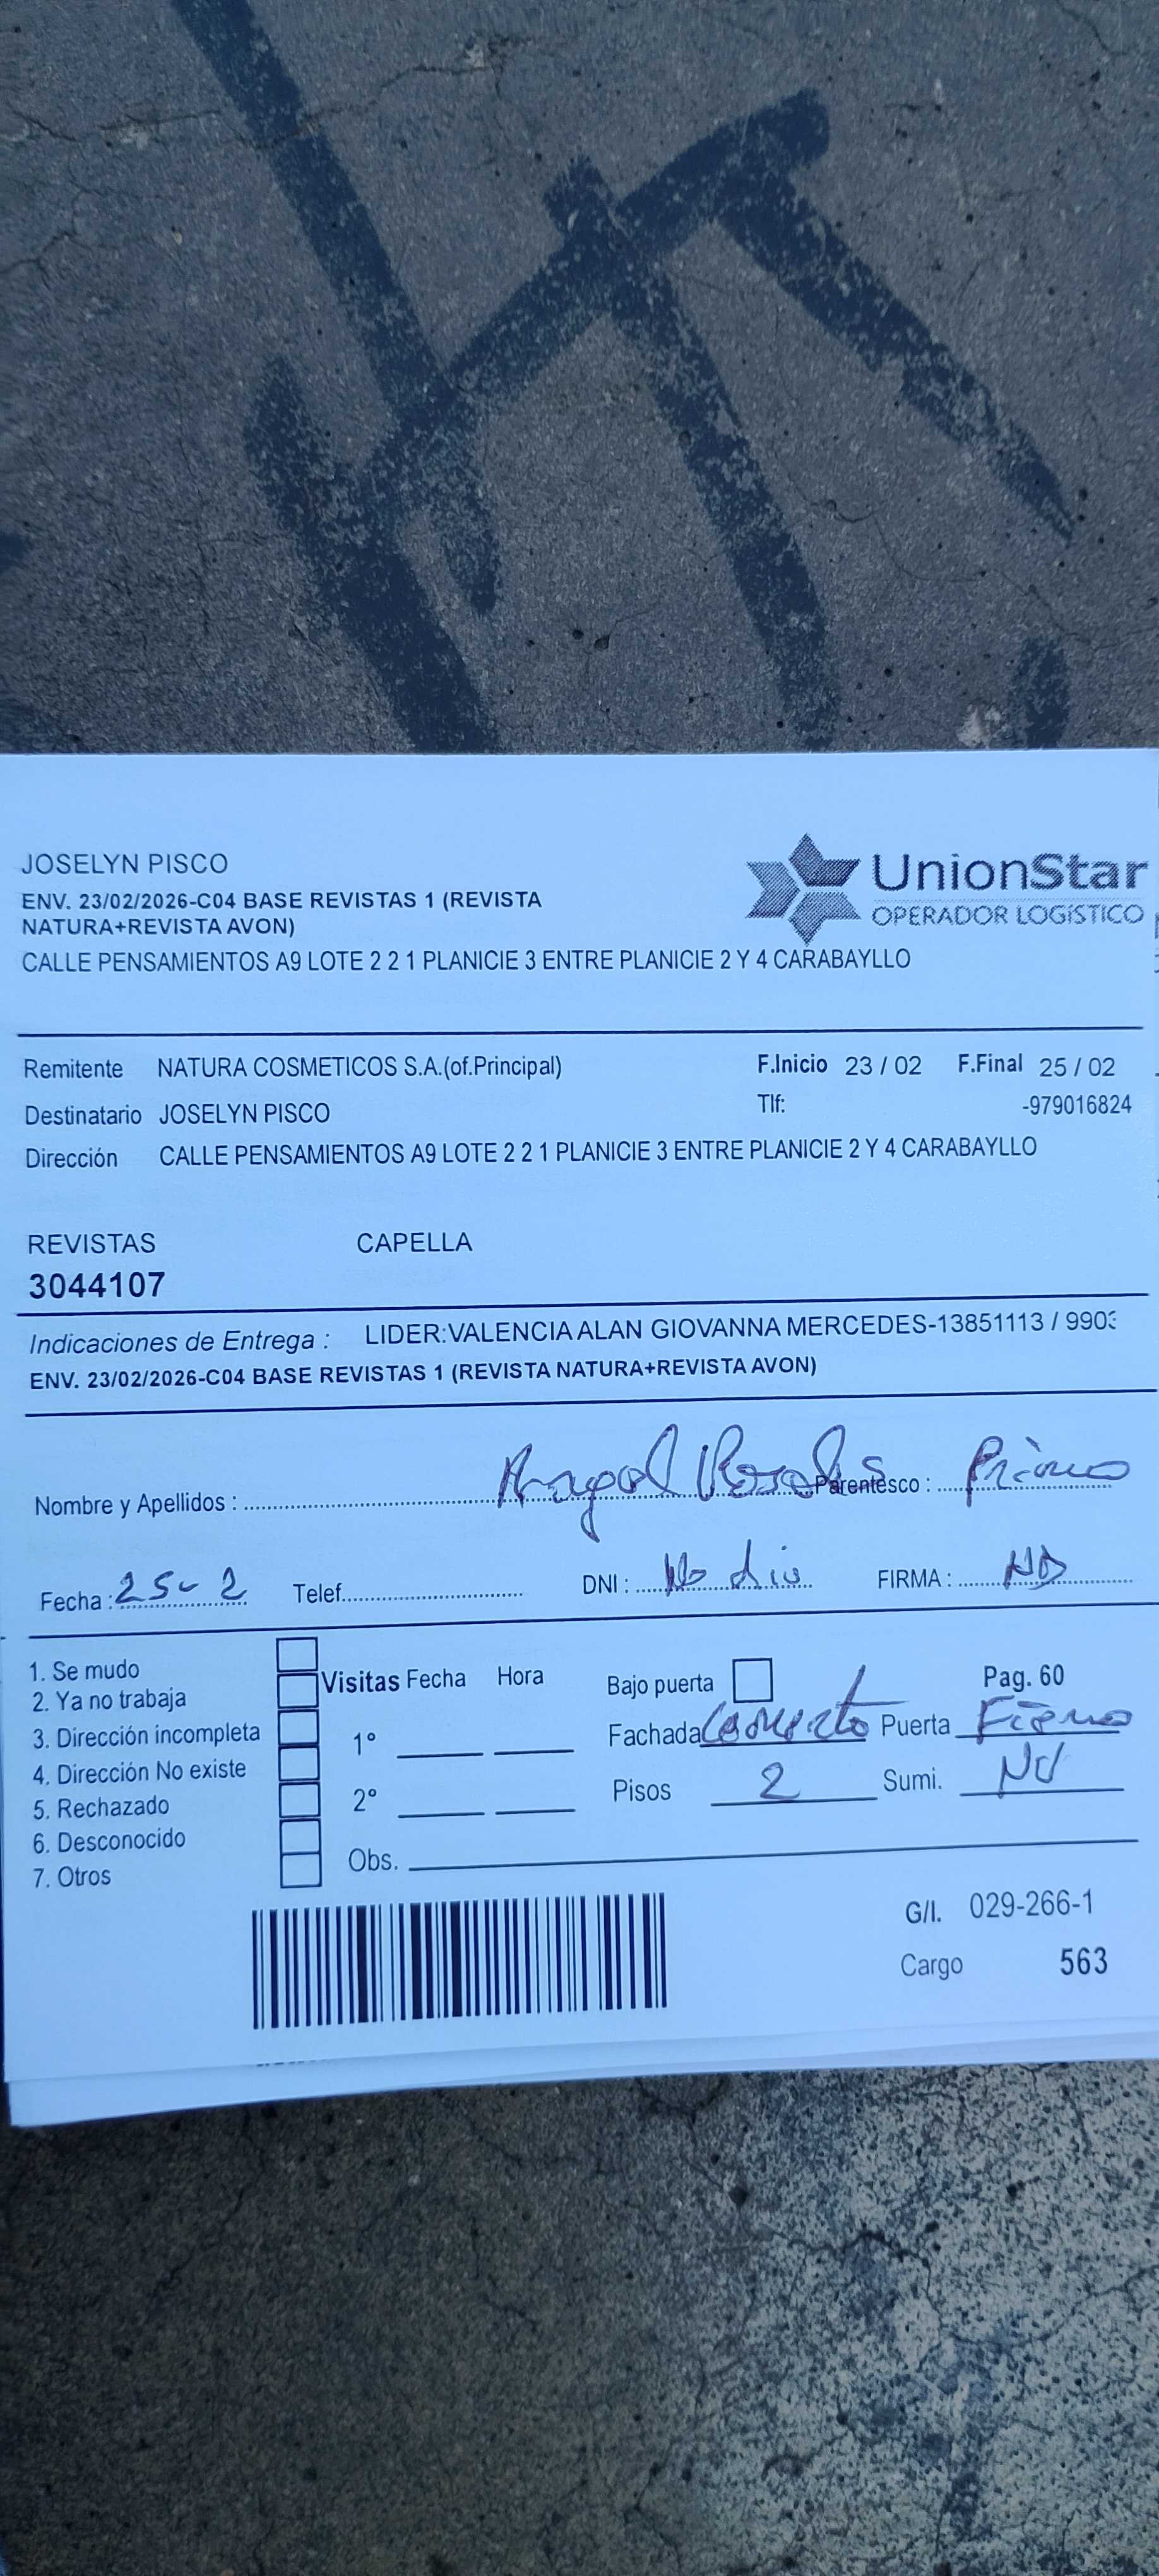 JOSELYN PISCO
ENV. 23/02/2026-C04 BASE REVISTAS 1 (REVISTA
NATURA+REVISTA AVON)
CALLE PENSAMIENTOS A9 LOTE 2 2 1 PLANICIE 3 ENTRE PLANICIE 2 Y 4 CARABAYLLO
UnionStar
OPERADOR LOGÍSTICO
Remitente NATURA COSMETICOS S.A.(of.Principal) F.Inicio 23 / 02 F.Final 25 / 02
Destinatario JOSELYN PISCO Tlf: -979016824
Dirección CALLE PENSAMIENTOS A9 LOTE 2 2 1 PLANICIE 3 ENTRE PLANICIE 2 Y 4 CARABAYLLO
REVISTAS CAPELLA
3044107
Indicaciones de Entrega : LIDER:VALENCIA ALAN GIOVANNA MERCEDES-13851113 / 9903
ENV. 23/02/2026-C04 BASE REVISTAS 1 (REVISTA NATURA+REVISTA AVON)
Nombre y Apellidos : Parentesco : Primo
Fecha : 25-2 Telef. DNI : No dio FIRMA : ND
1. Se mudo
2. Ya no trabaja
3. Dirección incompleta
4. Dirección No existe
5. Rechazado
6. Desconocido
7. Otros
Visitas Fecha Hora
1°
2°
Obs.
Bajo puerta Pag. 60
Fachada Puerta Fierro
Pisos 2 Sumi.
G/I. 029-266-1
Cargo 563